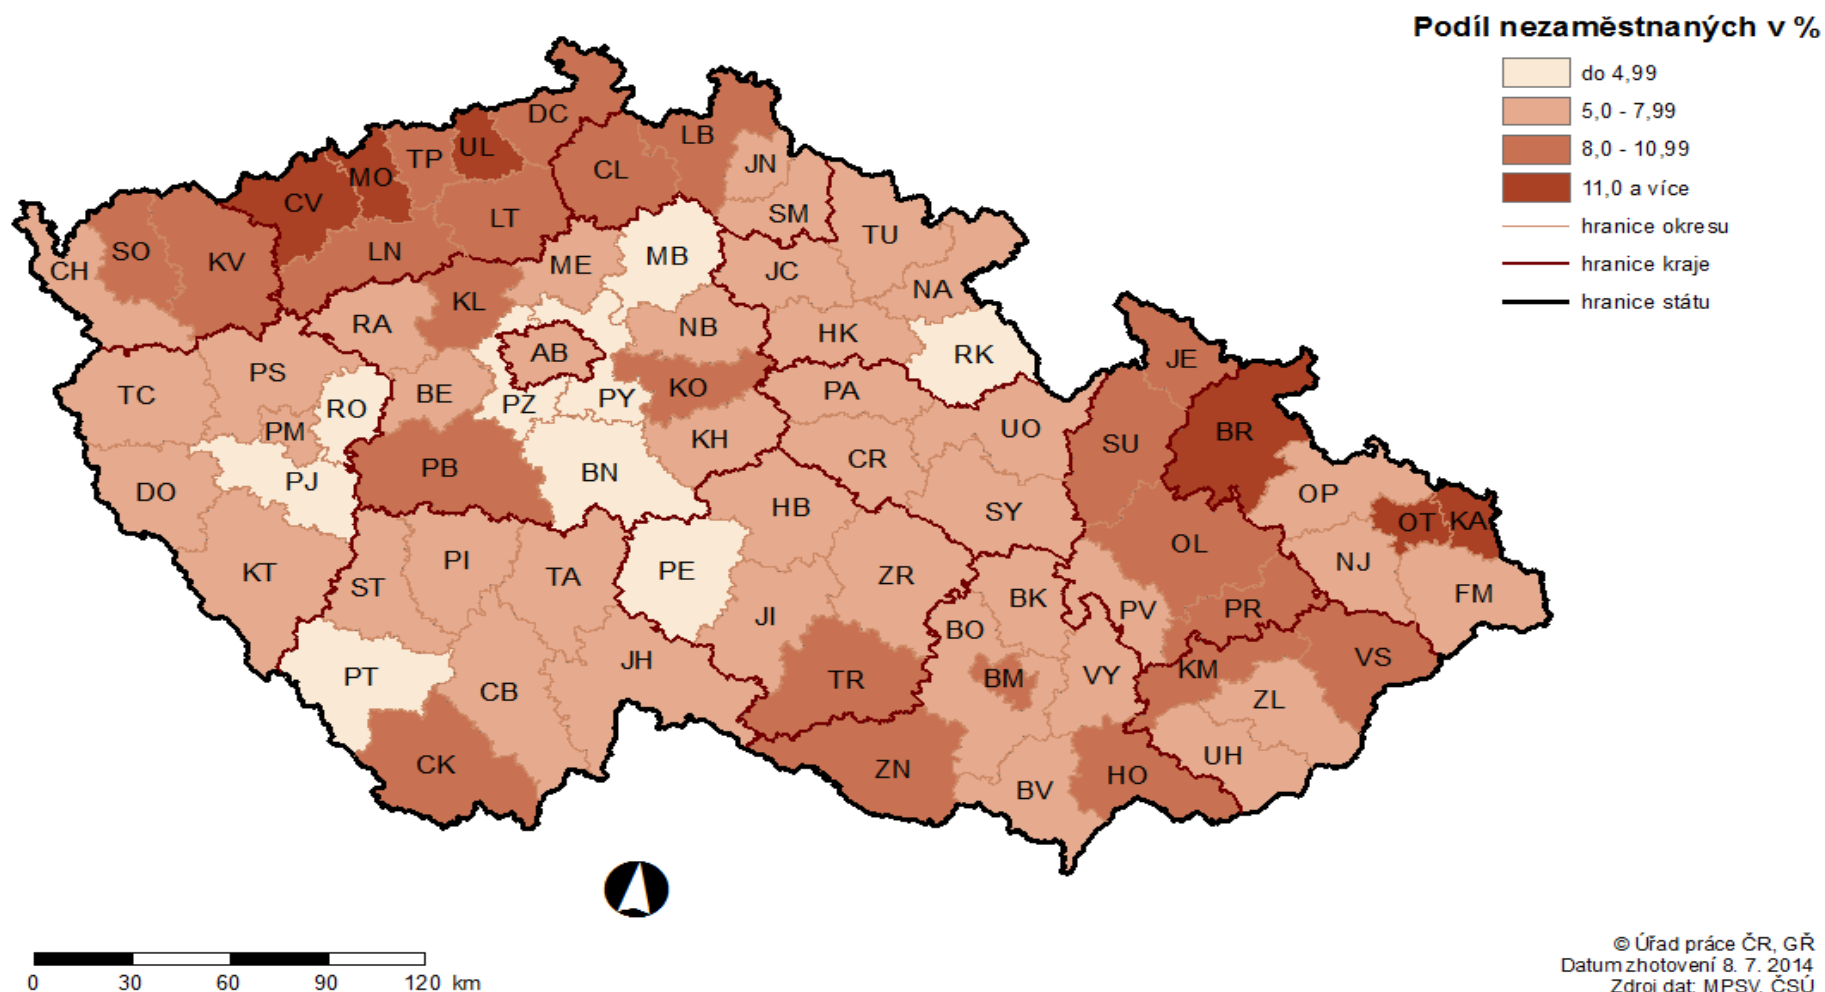 Podíl nezaměstnaných v %
do 4,99
5,0 - 7,99
8,0 - 10,99
11,0 a více
hranice okresu
hranice kraje
hranice státu
DC
LB
UL
TP
CL
JN
MO
CV
LT
SM
TU
SO
KV
LN
CH
ME
MB
JC
NA
KL
RA
NB
HK
AB
RK
JE
PS
TC
BE
KO
PA
RO
PZ
PY
PM
KH
UO
SU
BR
DO
PJ
PB
BN
CR
OP
HB
SY
OT
KA
OL
KT
ST
PI
TA
PE
ZR
NJ
FM
BK
PV
PR
JI
BO
PT
JH
TR
BM
VY
KM
VS
CB
ZL
CK
ZN
HO
UH
BV
0 30 60 90 120 km
© Úřad práce ČR, GŘ
Datum zhotovení 8. 7. 2014
Zdroj dat: MPSV, ČSÚ